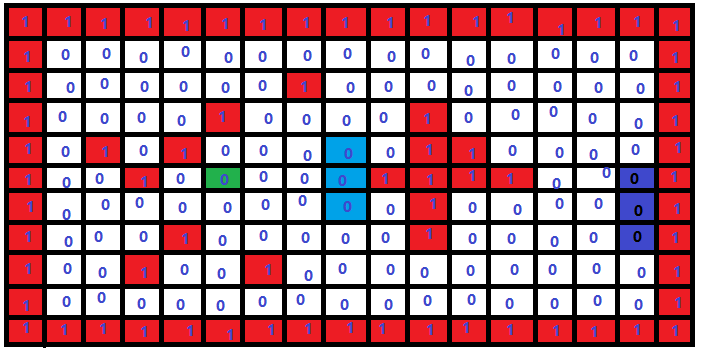 1 1 1 1 1 1 1 1 1 1 1 1 1 1 1 1 1
1 0 0 0 0 0 0 0 0 0 0 0 0 0 0 0 1
1 0 0 0 0 0 0 1 0 0 0 0 0 0 0 0 1
1 0 0 0 0 1 0 0 0 0 1 0 0 0 0 0 1
1 0 1 0 1 0 0 0 0 0 1 1 0 0 0 0 1
1 0 0 1 0 0 0 0 0 1 1 1 1 0 0 0 1
1 0 0 0 0 0 0 0 0 0 1 0 0 0 0 0 1
1 0 0 0 1 0 0 0 0 0 1 0 0 0 0 0 1
1 0 0 1 0 0 1 0 0 0 0 0 0 0 0 0 1
1 0 0 0 0 0 0 0 0 0 0 0 0 0 0 0 1
1 1 1 1 1 1 1 1 1 1 1 1 1 1 1 1 1